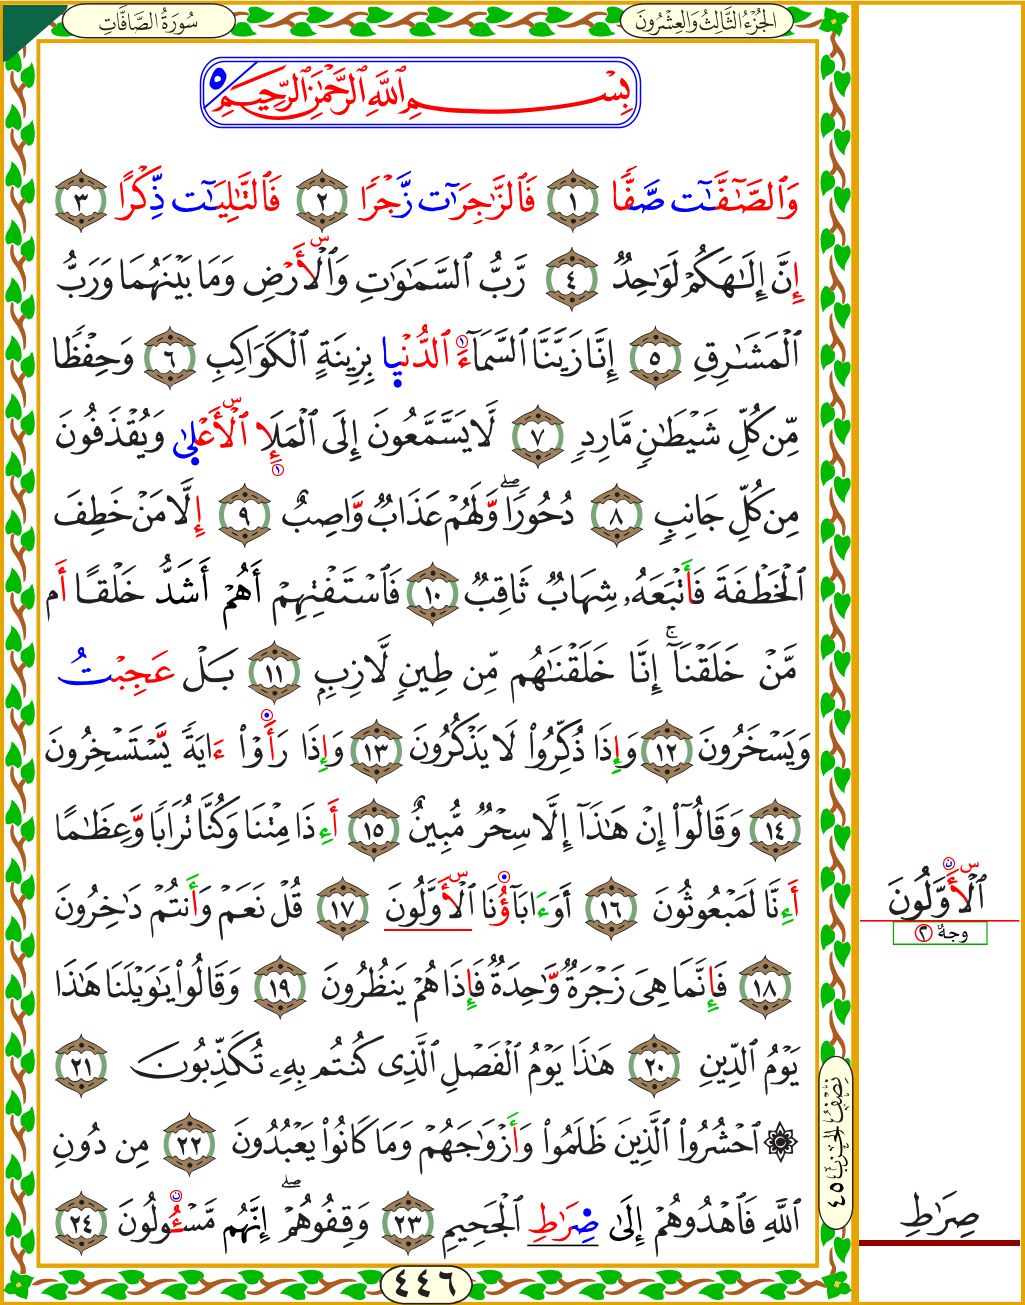 سُورَةُ الصَّافَّاتِ
الجُزْءُ الثَّالِثُ وَالعِشْرُونَ
بِسْمِ ٱللَّهِ ٱلرَّحْمَٰنِ ٱلرَّحِيمِ ٥
وَٱلصَّٰٓفَّٰت صَّفًّا ١ فَٱلزَّٰجِرَٰت زَّجْرًا ٢ فَٱلتَّٰلِيَٰت ذِّكْرًا ٣
إِنَّ إِلَٰهَكُمْ لَوَٰحِدٌ ٤ رَّبُّ ٱلسَّمَٰوَٰتِ وَٱلْأَرْضِ وَمَا بَيْنَهُمَا وَرَبُّ
ٱلْمَشَٰرِقِ ٥ إِنَّا زَيَّنَّا ٱلسَّمَآءَ ٱلدُّنْيا بِزِينَةِ ٱلْكَوَاكِبِ ٦ وَحِفْظًا
مِّن كُلِّ شَيْطَٰنٍ مَّارِدٍ ٧ لَّا يَسَّمَّعُونَ إِلَى ٱلْمَلَإِ ٱلْأَعْلىٰ وَيُقْذَفُونَ
مِن كُلِّ جَانِبٍ ٨ دُحُورًا ۖ وَلَهُمْ عَذَابٌ وَاصِبٌ ٩ إِلَّا مَنْ خَطِفَ
ٱلْخَطْفَةَ فَأَتْبَعَهُۥ شِهَابٌ ثَاقِبٌ ١٠ فَٱسْتَفْتِهِمْ أَهُمْ أَشَدُّ خَلْقًا أَم
مَّنْ خَلَقْنَآ ۚ إِنَّا خَلَقْنَٰهُم مِّن طِينٍ لَّازِبٍ ١١ بَلْ عَجِبْتُ
وَيَسْخَرُونَ ١٢ وَإِذَا ذُكِّرُوا۟ لَا يَذْكُرُونَ ١٣ وَإِذَا رَأَوْا۟ ءَايَةً يَسْتَسْخِرُونَ
١٤ وَقَالُوٓا۟ إِنْ هَٰذَآ إِلَّا سِحْرٌ مُّبِينٌ ١٥ أَءِذَا مِتْنَا وَكُنَّا تُرَابًا وَعِظَٰمًا
أَءِنَّا لَمَبْعُوثُونَ ١٦ أَوَءَابَآؤُنَا ٱلْأَوَّلُونَ ١٧ قُلْ نَعَمْ وَأَنتُمْ دَٰخِرُونَ
١٨ فَإِنَّمَا هِىَ زَجْرَةٌ وَٰحِدَةٌ فَإِذَا هُمْ يَنظُرُونَ ١٩ وَقَالُوا۟ يَٰوَيْلَنَا هَٰذَا
يَوْمُ ٱلدِّينِ ٢٠ هَٰذَا يَوْمُ ٱلْفَصْلِ ٱلَّذِى كُنتُم بِهِۦ تُكَذِّبُونَ ٢١
۞ ٱحْشُرُوا۟ ٱلَّذِينَ ظَلَمُوا۟ وَأَزْوَٰجَهُمْ وَمَا كَانُوا۟ يَعْبُدُونَ ٢٢ مِن دُونِ
ٱللَّهِ فَٱهْدُوهُمْ إِلَىٰ صِرَٰطِ ٱلْجَحِيمِ ٢٣ وَقِفُوهُمْ ۖ إِنَّهُم مَّسْـُٔولُونَ ٢٤
ٱلْأَوَّلُونَ
وجهٌ ٢
صِرَٰطِ
نِصْفُ الحِزْبِ ٤٥
٤٤٦